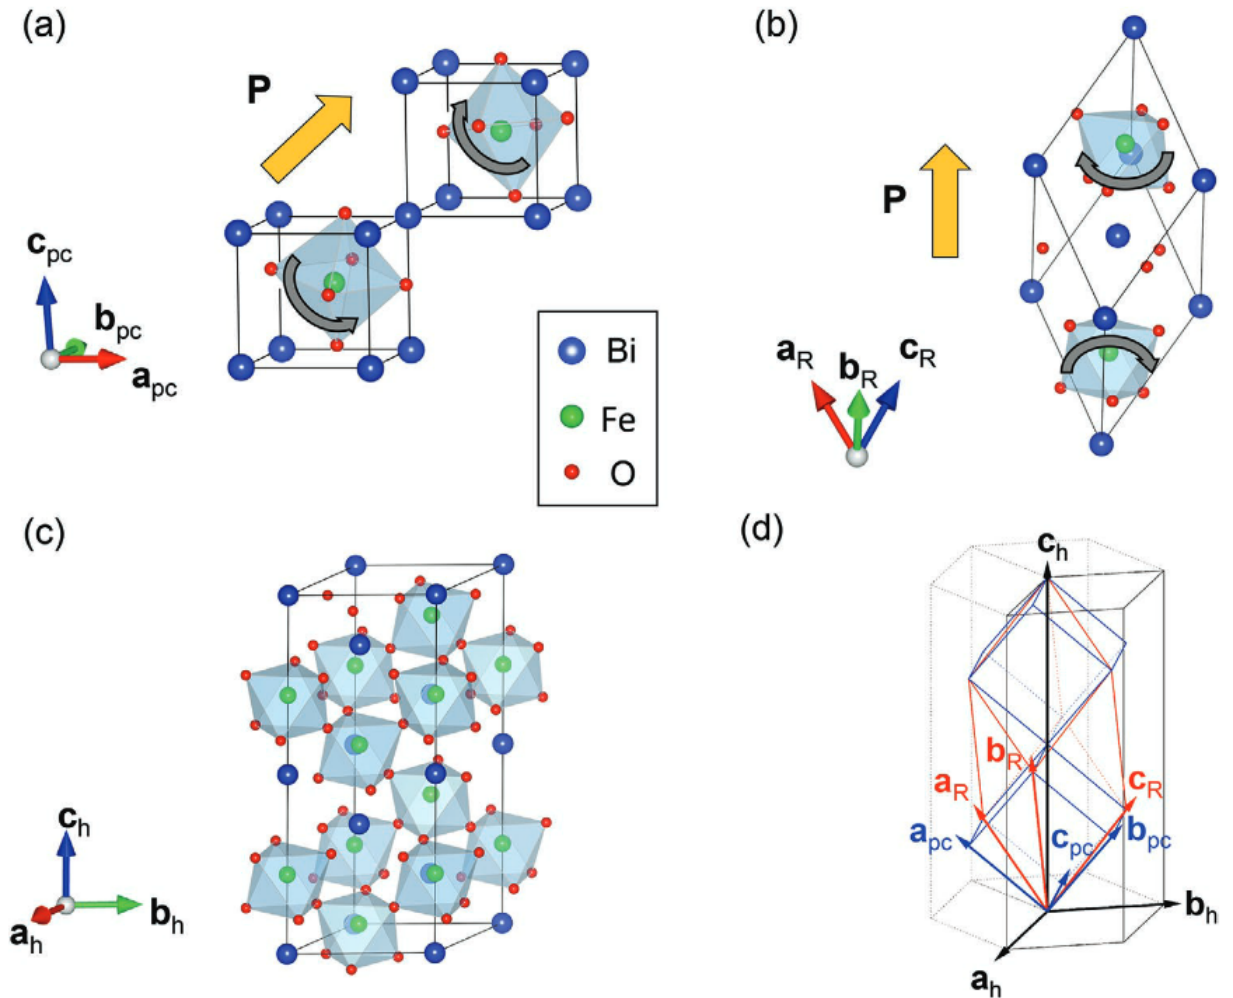 (a)
P
c_pc
b_pc
a_pc
Bi
Fe
O
(b)
P
a_R
b_R
c_R
(c)
c_h
b_h
a_h
(d)
c_h
b_R
a_R
c_R
a_pc
c_pc
b_pc
b_h
a_h